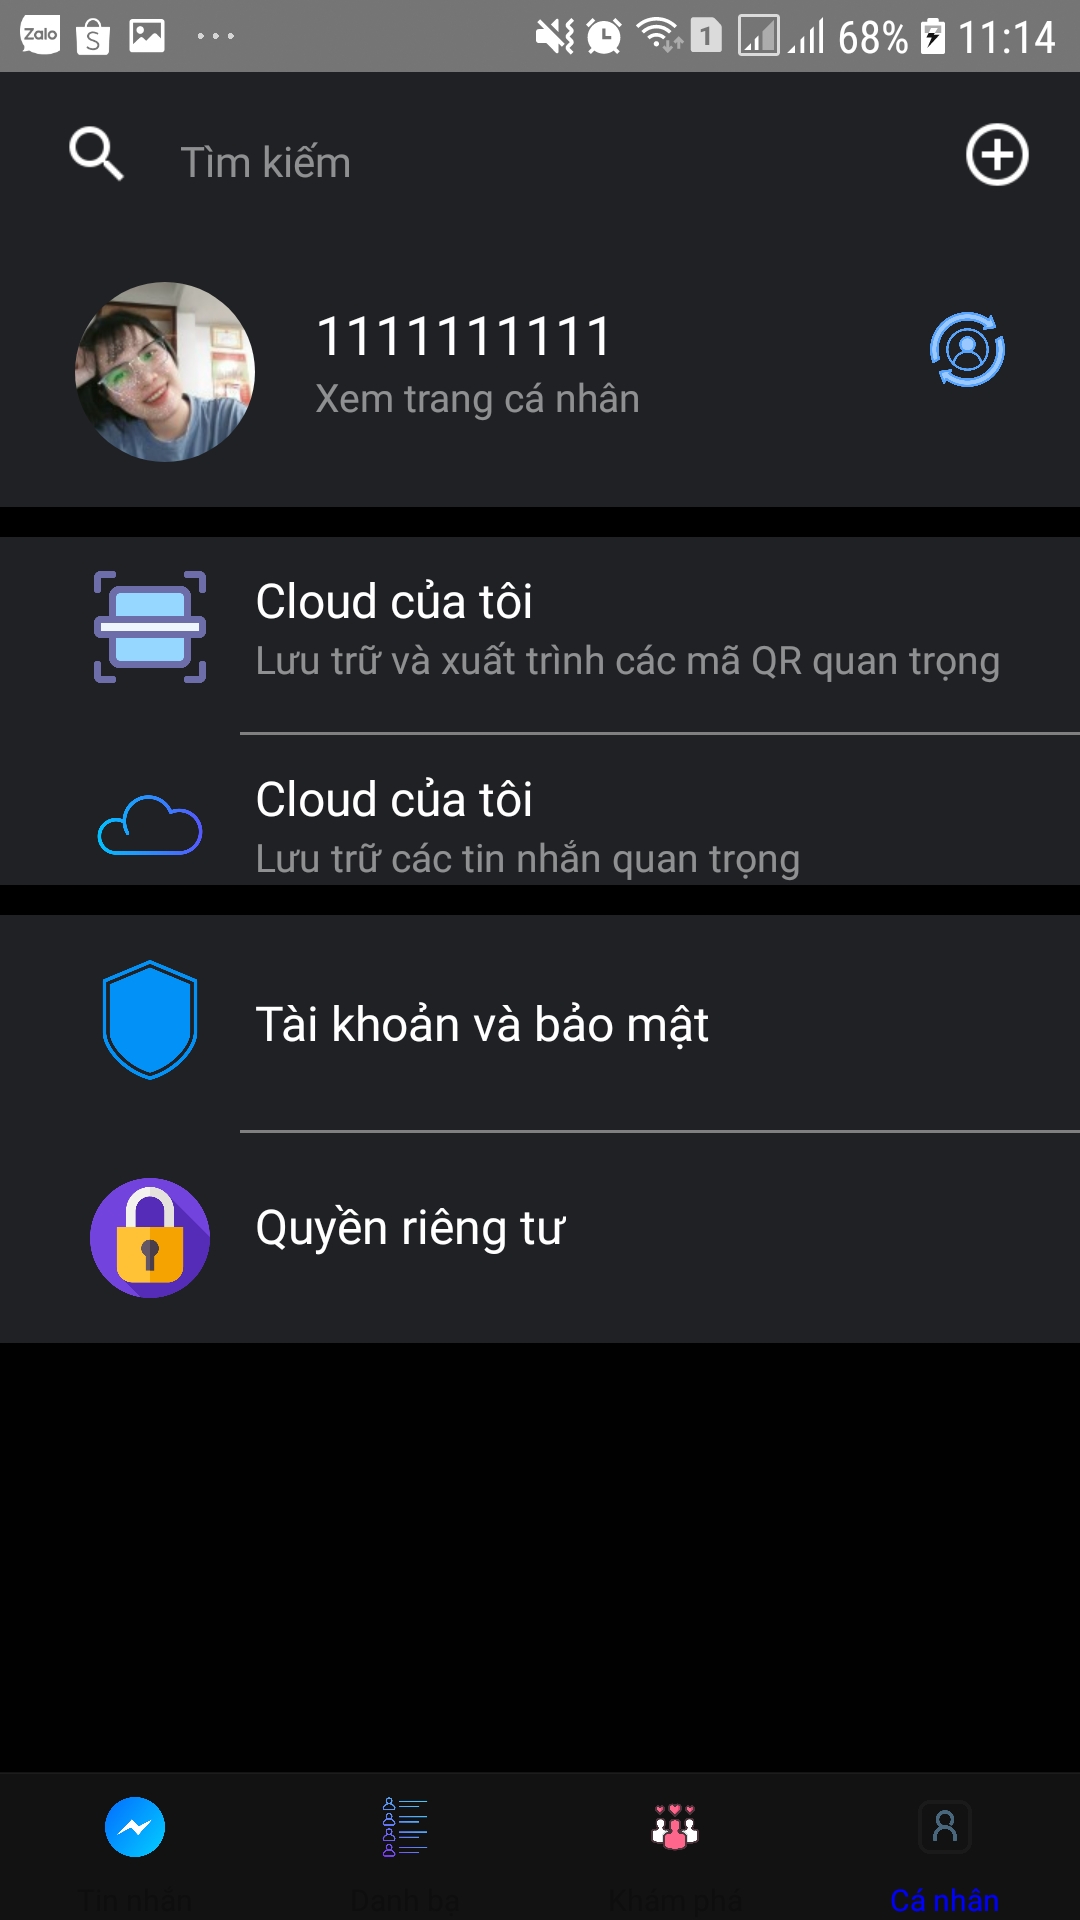 Zalo
S
1
68%
11:14
Tìm kiếm
1111111111
Xem trang cá nhân
Cloud của tôi
Lưu trữ và xuất trình các mã QR quan trọng
Cloud của tôi
Lưu trữ các tin nhắn quan trọng
Tài khoản và bảo mật
Quyền riêng tư
Tin nhắn
Danh bạ
Khám phá
Cá nhân